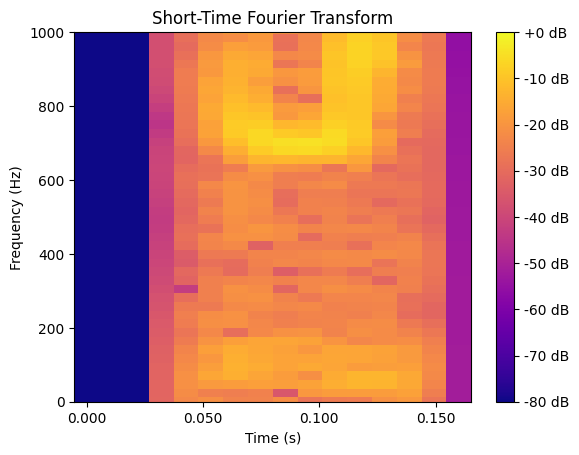 Short-Time Fourier Transform
1000
800
600
400
200
0
Frequency (Hz)
0.000
0.050
0.100
0.150
Time (s)
+0 dB
-10 dB
-20 dB
-30 dB
-40 dB
-50 dB
-60 dB
-70 dB
-80 dB